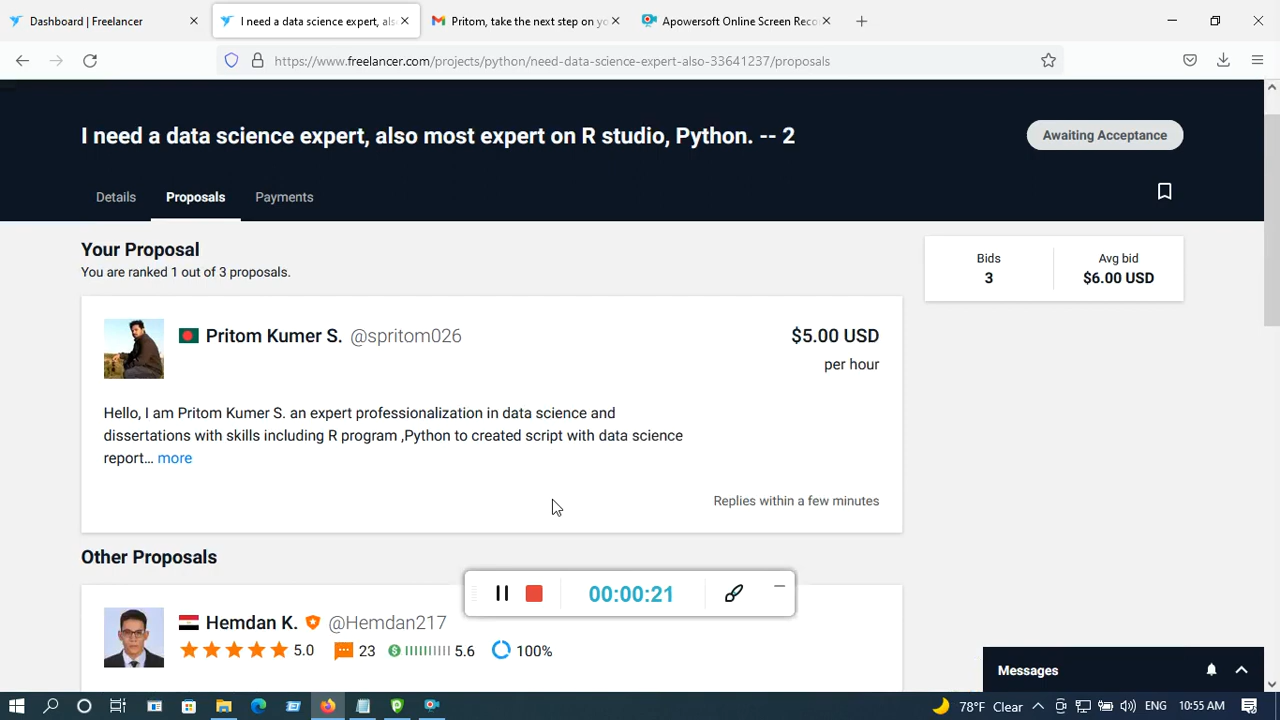 Dashboard | Freelancer
I need a data science expert, als
Pritom, take the next step on yo
Apowersoft Online Screen Reco
https://www.freelancer.com/projects/python/need-data-science-expert-also-33641237/proposals
I need a data science expert, also most expert on R studio, Python. -- 2
Awaiting Acceptance
Details
Proposals
Payments
Your Proposal
You are ranked 1 out of 3 proposals.
Bids
3
Avg bid
$6.00 USD
Pritom Kumer S. @spritom026
$5.00 USD
per hour
Hello, I am Pritom Kumer S. an expert professionalization in data science and
dissertations with skills including R program ,Python to created script with data science
report... more
Replies within a few minutes
Other Proposals
00:00:21
Hemdan K. @Hemdan217
5.0 23 5.6 100%
Messages
78°F Clear
ENG
10:55 AM